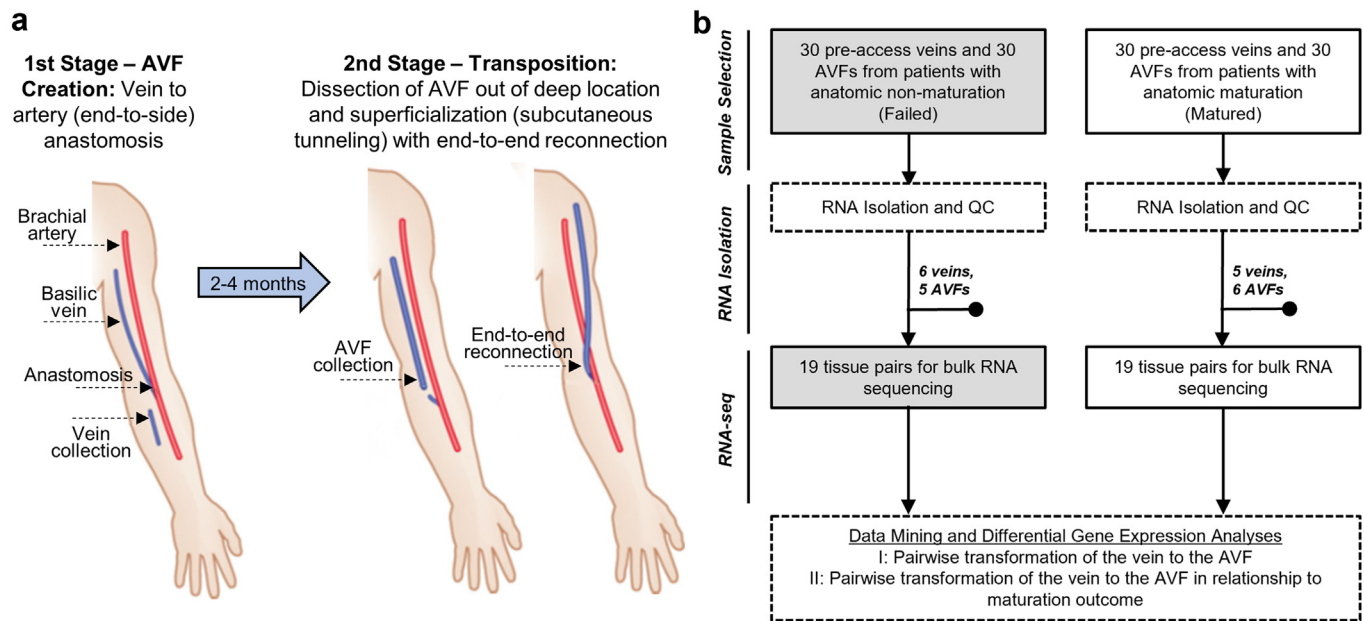 a
1st Stage – AVF
Creation: Vein to
artery (end-to-side)
anastomosis
2nd Stage – Transposition:
Dissection of AVF out of deep location
and superficialization (subcutaneous
tunneling) with end-to-end reconnection
Brachial
artery
Basilic
vein
Anastomosis
Vein
collection
2-4 months
AVF
collection
End-to-end
reconnection
b
Sample Selection
30 pre-access veins and 30
AVFs from patients with
anatomic non-maturation
(Failed)
30 pre-access veins and 30
AVFs from patients with
anatomic maturation
(Matured)
RNA Isolation
RNA Isolation and QC
RNA Isolation and QC
6 veins,
5 AVFs
5 veins,
6 AVFs
RNA-seq
19 tissue pairs for bulk RNA
sequencing
19 tissue pairs for bulk RNA
sequencing
Data Mining and Differential Gene Expression Analyses
I: Pairwise transformation of the vein to the AVF
II: Pairwise transformation of the vein to the AVF in relationship to
maturation outcome